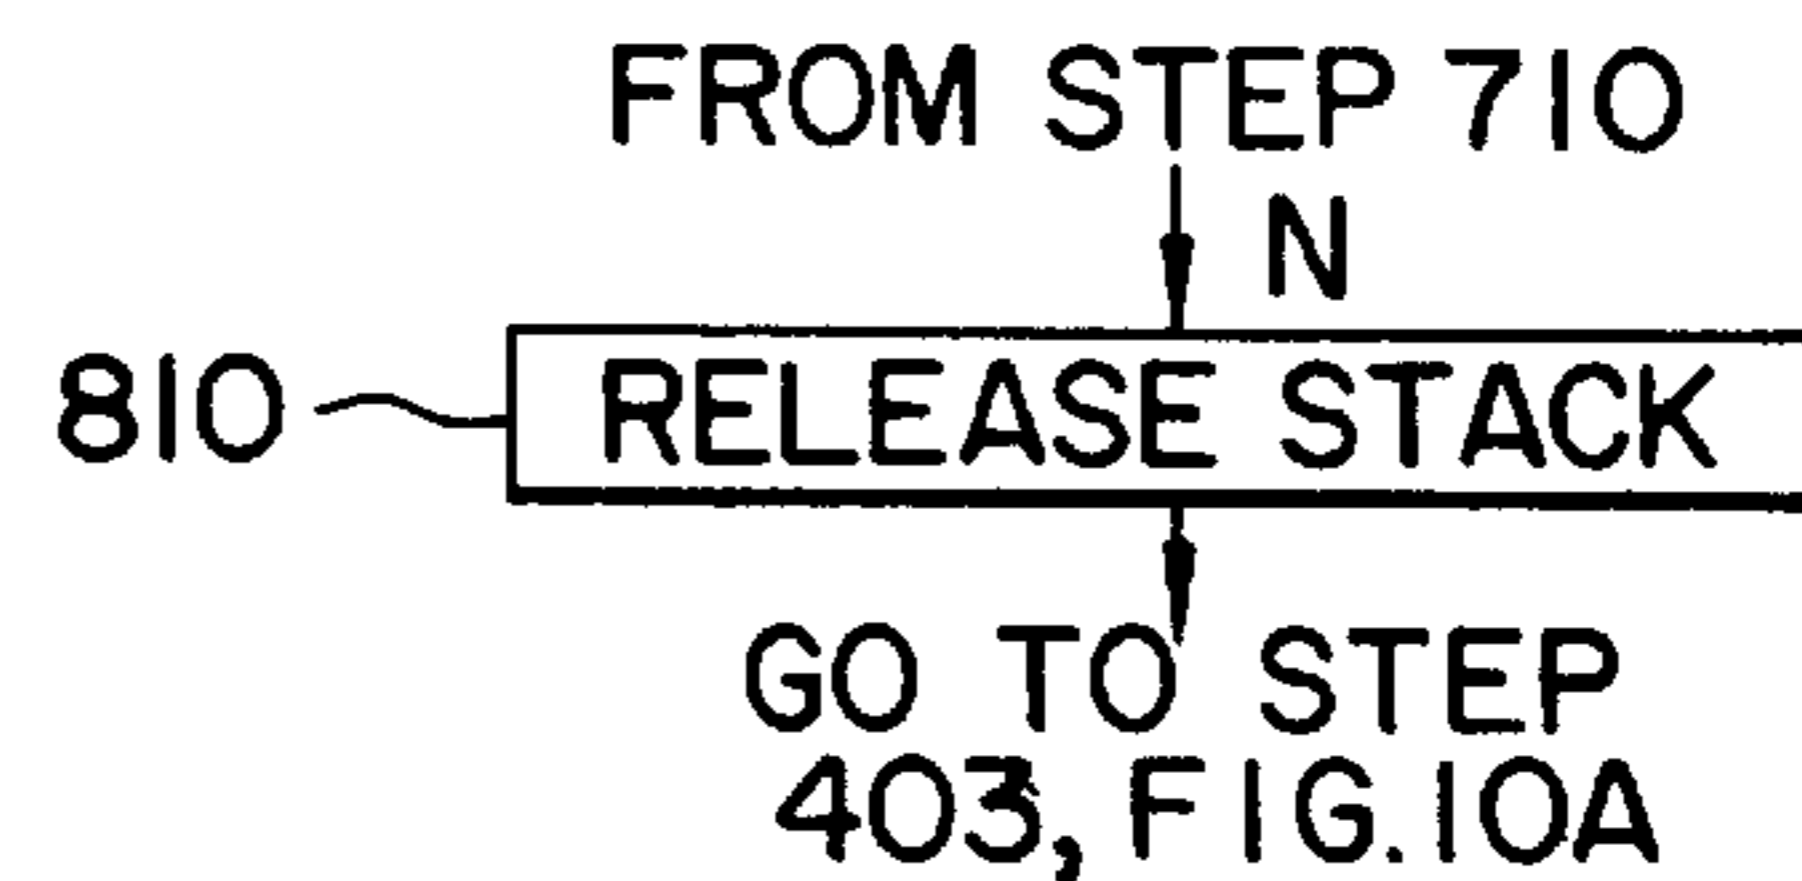 FROM STEP 710
N
810 RELEASE STACK
GO TO STEP
403, FIG. 10A